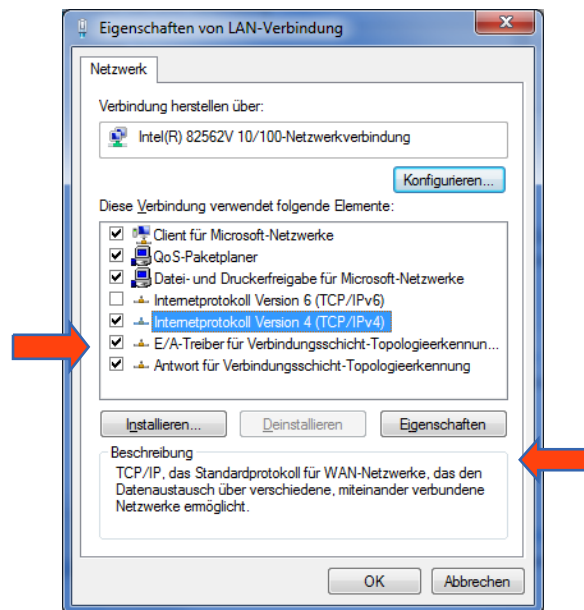 Eigenschaften von LAN-Verbindung
Netzwerk
Verbindung herstellen über:
Intel(R) 82562V 10/100-Netzwerkverbindung
Konfigurieren...
Diese Verbindung verwendet folgende Elemente:
Client für Microsoft-Netzwerke
QoS-Paketplaner
Datei- und Druckerfreigabe für Microsoft-Netzwerke
Internetprotokoll Version 6 (TCP/IPv6)
Internetprotokoll Version 4 (TCP/IPv4)
E/A-Treiber für Verbindungsschicht-Topologieerkennun...
Antwort für Verbindungsschicht-Topologieerkennung
Installieren... Deinstallieren Eigenschaften
Beschreibung
TCP/IP, das Standardprotokoll für WAN-Netzwerke, das den
Datenaustausch über verschiedene, miteinander verbundene
Netzwerke ermöglicht.
OK Abbrechen